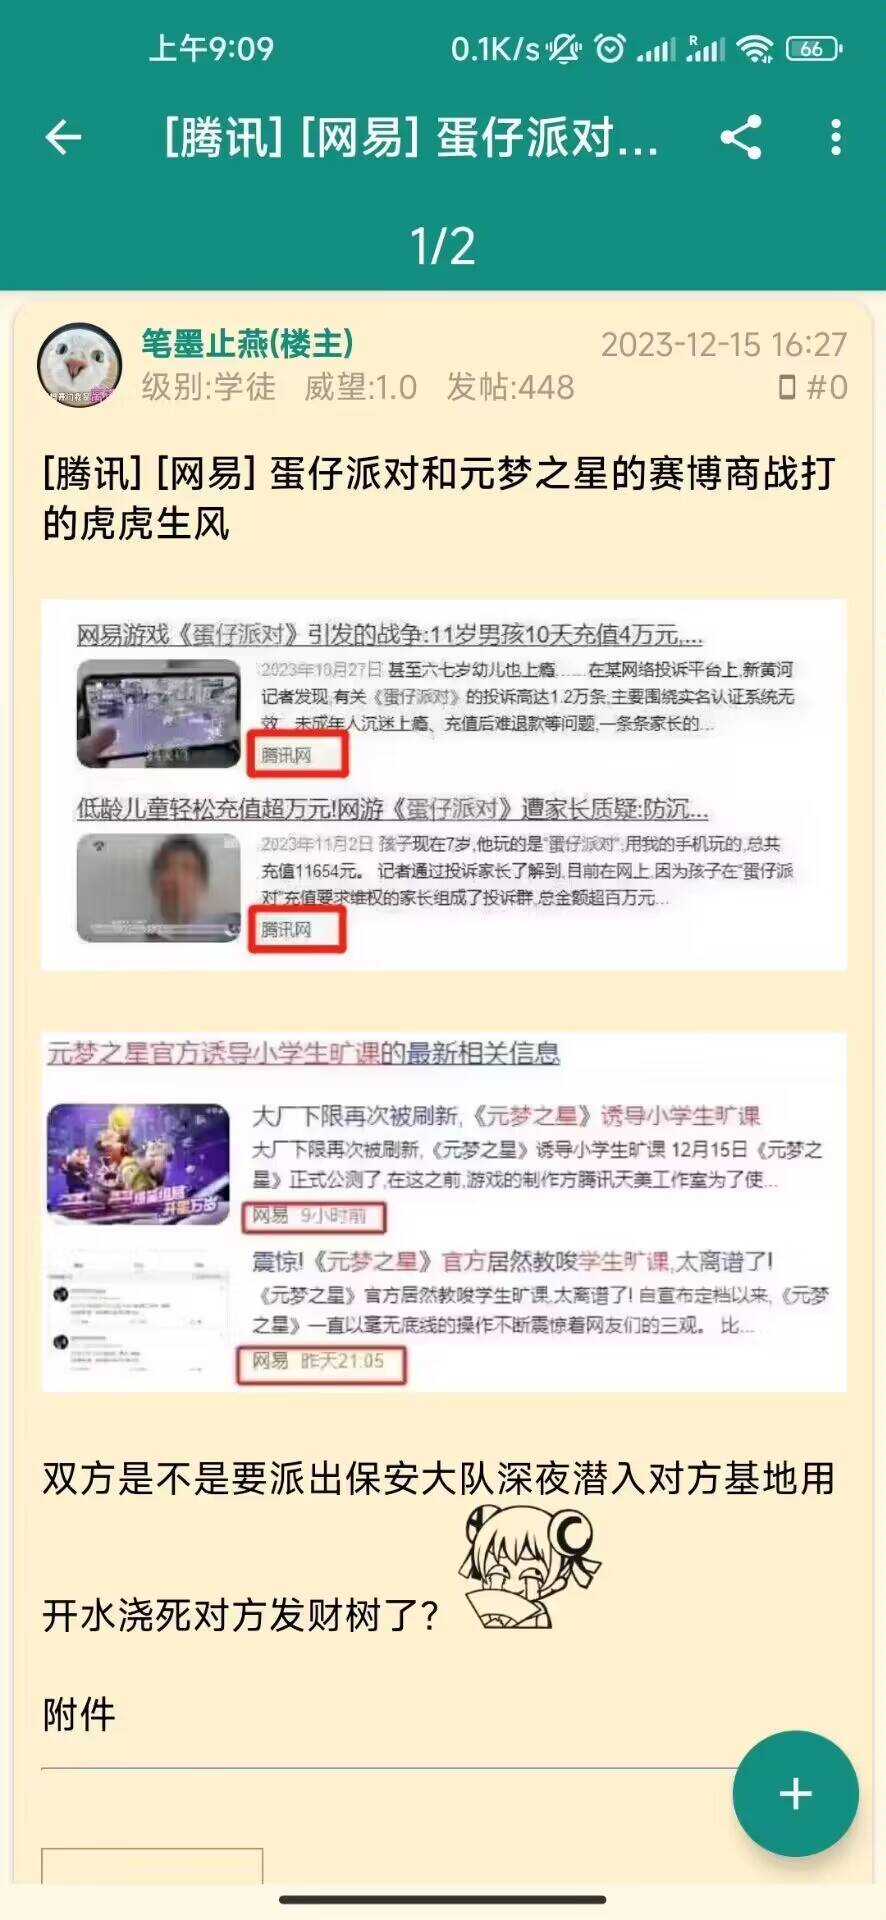 上午9:09
0.1K/s
R
66
[腾讯] [网易] 蛋仔派对...
1/2
笔墨止燕(楼主)
2023-12-15 16:27
级别:学徒 威望:1.0 发帖:448
#0
[腾讯] [网易] 蛋仔派对和元梦之星的赛博商战打
的虎虎生风
网易游戏《蛋仔派对》引发的战争:11岁男孩10天充值4万元,...
2023年10月27日 甚至六七岁幼儿也上瘾......在某网络投诉平台上,新黄河
记者发现,有关《蛋仔派对》的投诉高达1.2万条,主要围绕实名认证系统无
效、未成年人沉迷上瘾、充值后难退款等问题,一条条家长的...
腾讯网
低龄儿童轻松充值超万元!网游《蛋仔派对》遭家长质疑:防沉...
2023年11月2日 孩子现在7岁,他玩的是“蛋仔派对”,用我的手机玩的,总共
充值11654元。 记者通过投诉家长了解到,目前在网上,因为孩子在“蛋仔派
对”充值要求维权的家长组成了投诉群,总金额超百万元...
腾讯网
元梦之星官方诱导小学生旷课的最新相关信息
大厂下限再次被刷新,《元梦之星》诱导小学生旷课
大厂下限再次被刷新,《元梦之星》诱导小学生旷课 12月15日《元梦之
星》正式公测了,在这之前,游戏的制作方腾讯天美工作室为了使...
网易 9小时前
震惊!《元梦之星》官方居然教唆学生旷课,太离谱了!
《元梦之星》官方居然教唆学生旷课,太离谱了! 自宣布定档以来,《元梦
之星》一直以毫无底线的操作不断震惊着网友们的三观。 比...
网易 昨天21:05
双方是不是要派出保安大队深夜潜入对方基地用
开水浇死对方发财树了?
附件